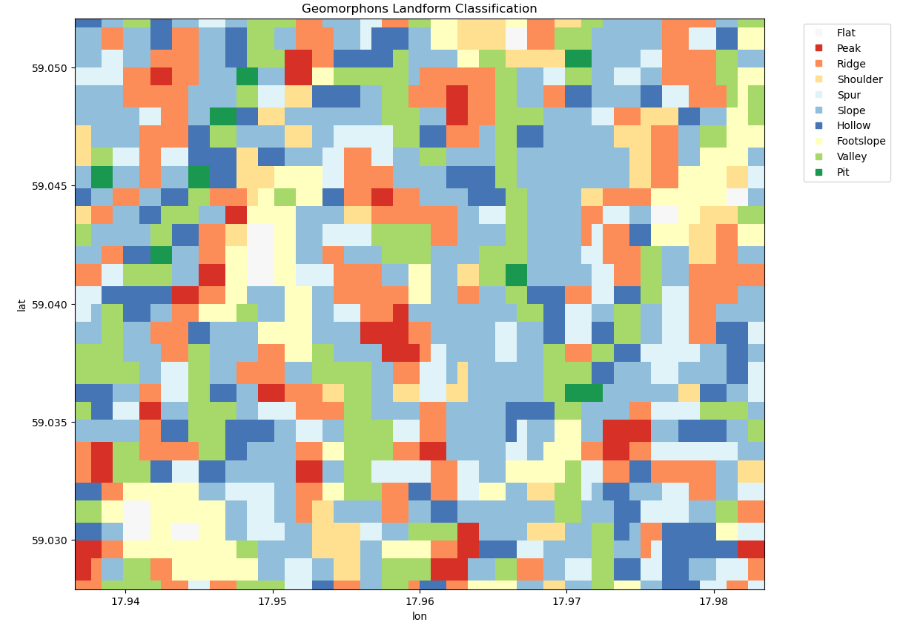 Geomorphons Landform Classification
59.050
59.045
59.040
59.035
59.030
lat
17.94
17.95
17.96
17.97
17.98
lon
Flat
Peak
Ridge
Shoulder
Spur
Slope
Hollow
Footslope
Valley
Pit